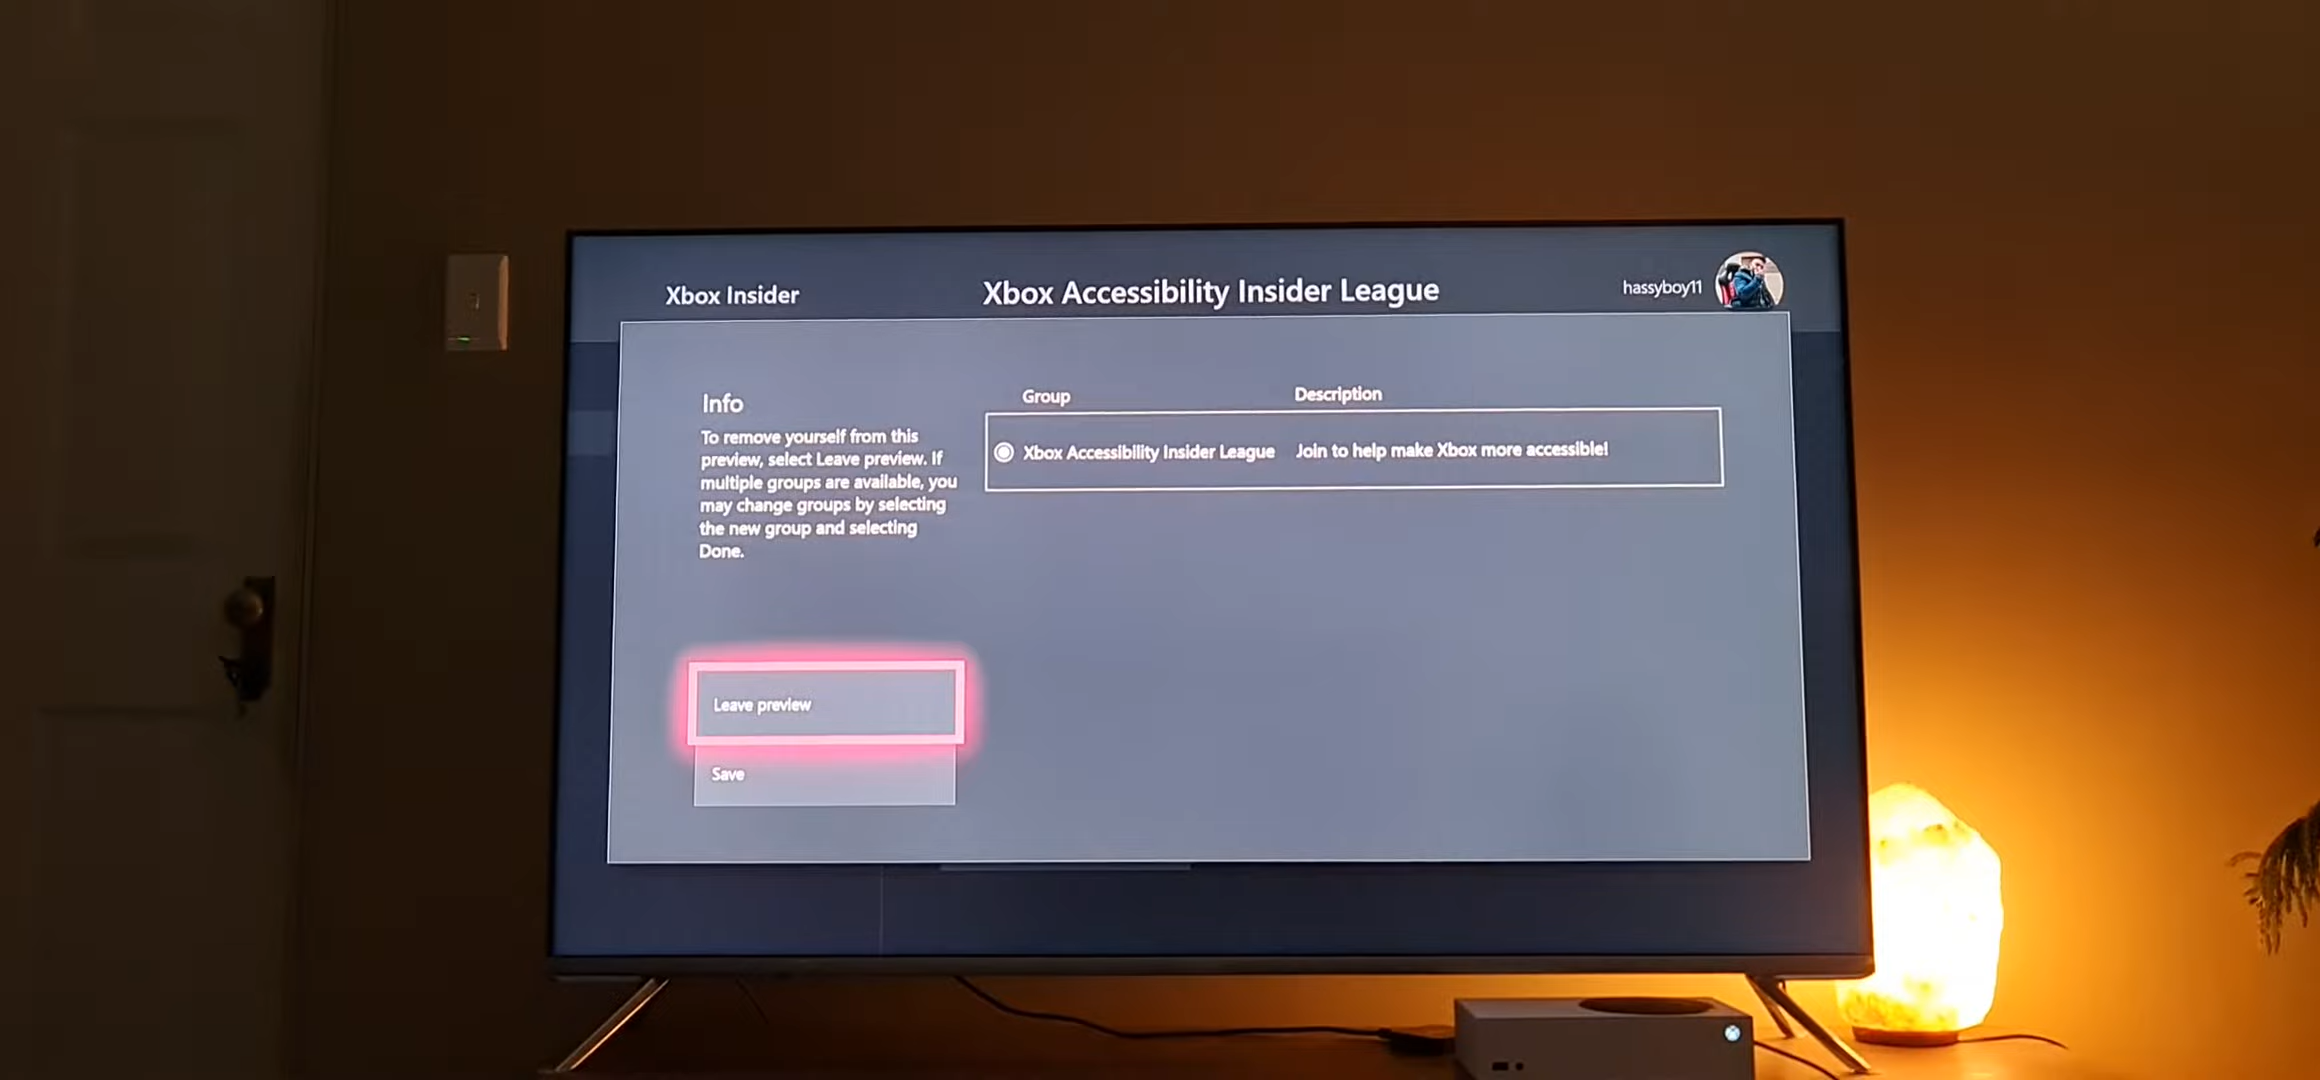 Xbox Insider
Xbox Accessibility Insider League
hassyboy11
Info
To remove yourself from this
preview, select Leave preview. If
multiple groups are available, you
may change groups by selecting
the new group and selecting
Done.
Group
Description
Xbox Accessibility Insider League
Join to help make Xbox more accessible!
Leave preview
Save